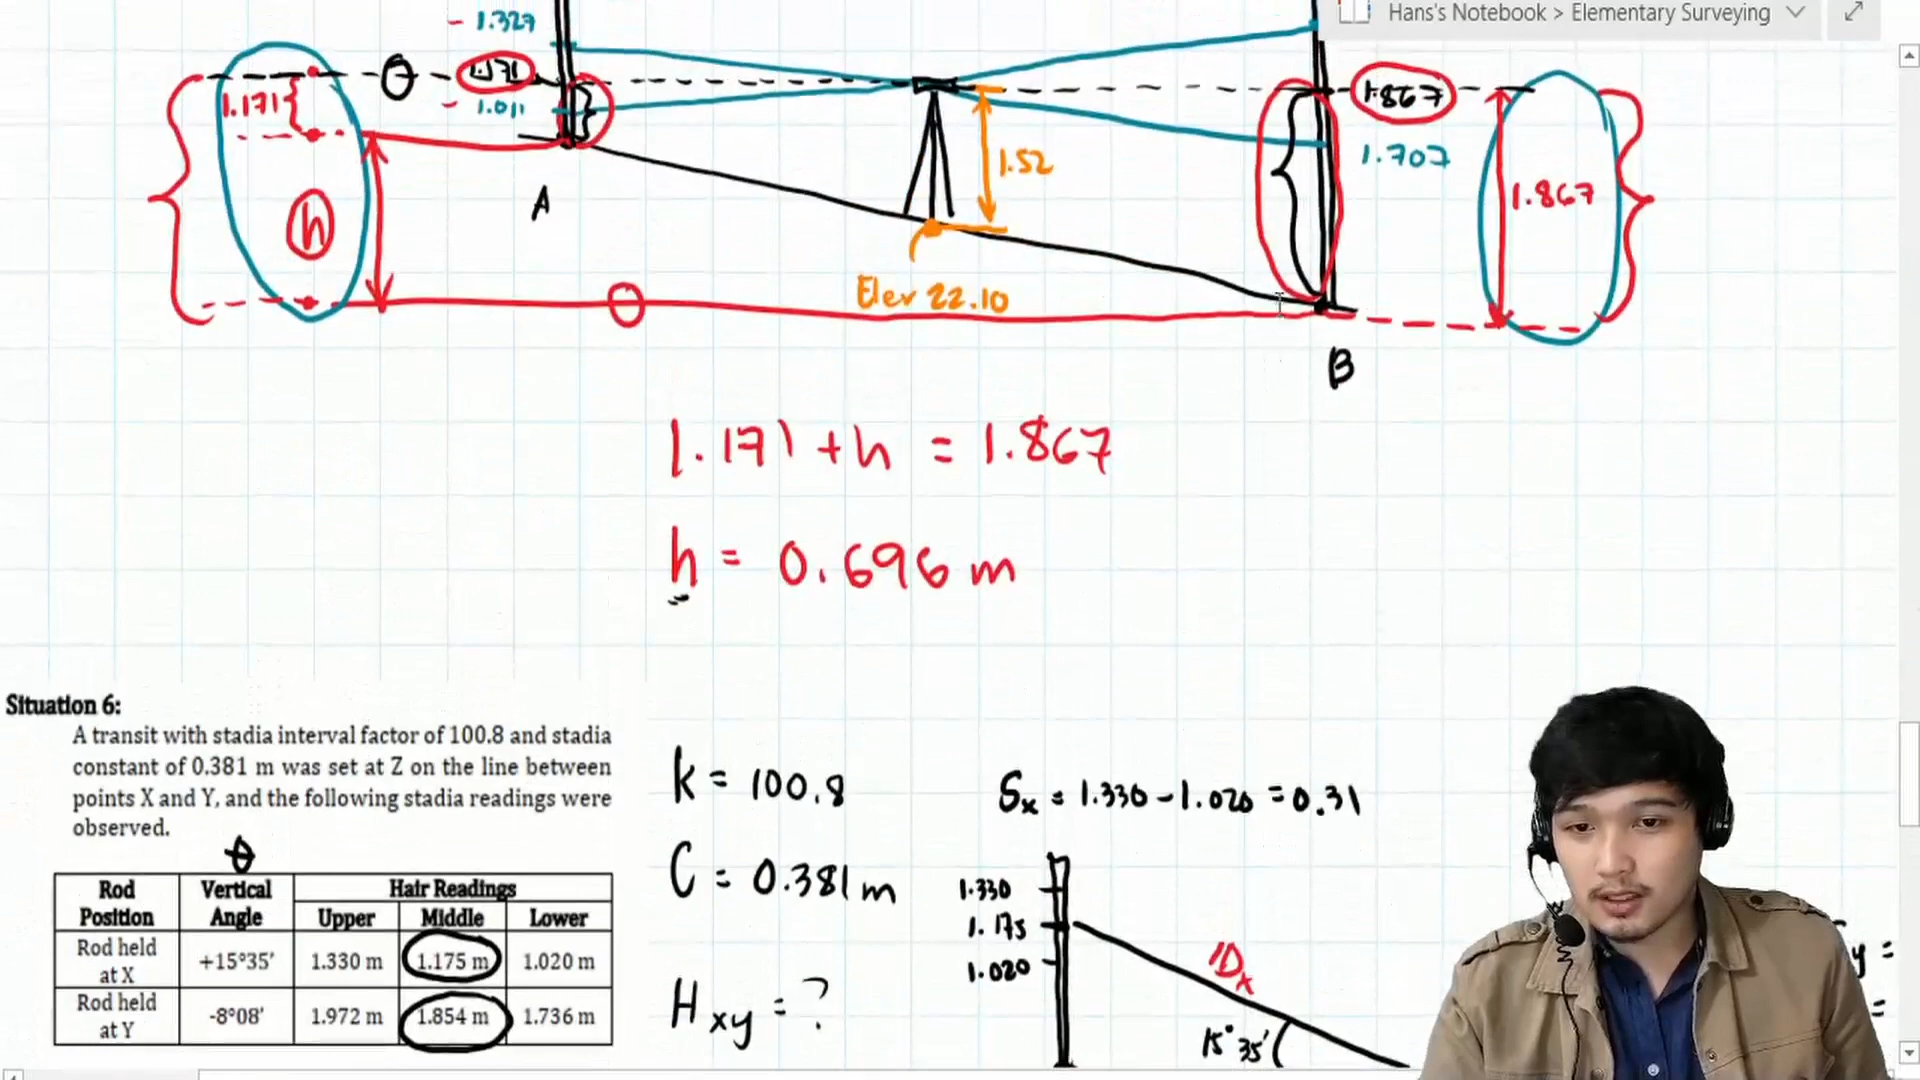 Hans's Notebook > Elementary Surveying
- 1.327
1.171
1.171
- 1.011
1.867
1.707
1.52
1.867
h
A
Elev 22.10
B
1.171 + h = 1.867
h = 0.696 m
Situation 6:
A transit with stadia interval factor of 100.8 and stadia
constant of 0.381 m was set at Z on the line between
points X and Y, and the following stadia readings were
observed.
θ
Rod Position Vertical Angle Hair Readings
Upper Middle Lower
Rod held at X +15°35' 1.330 m 1.175 m 1.020 m
Rod held at Y -8°08' 1.972 m 1.854 m 1.736 m
k = 100.8
C = 0.381 m
Hxy = ?
Sx = 1.330 - 1.020 = 0.31
1.330
1.175
1.020
IDx
15° 35'
y =
=